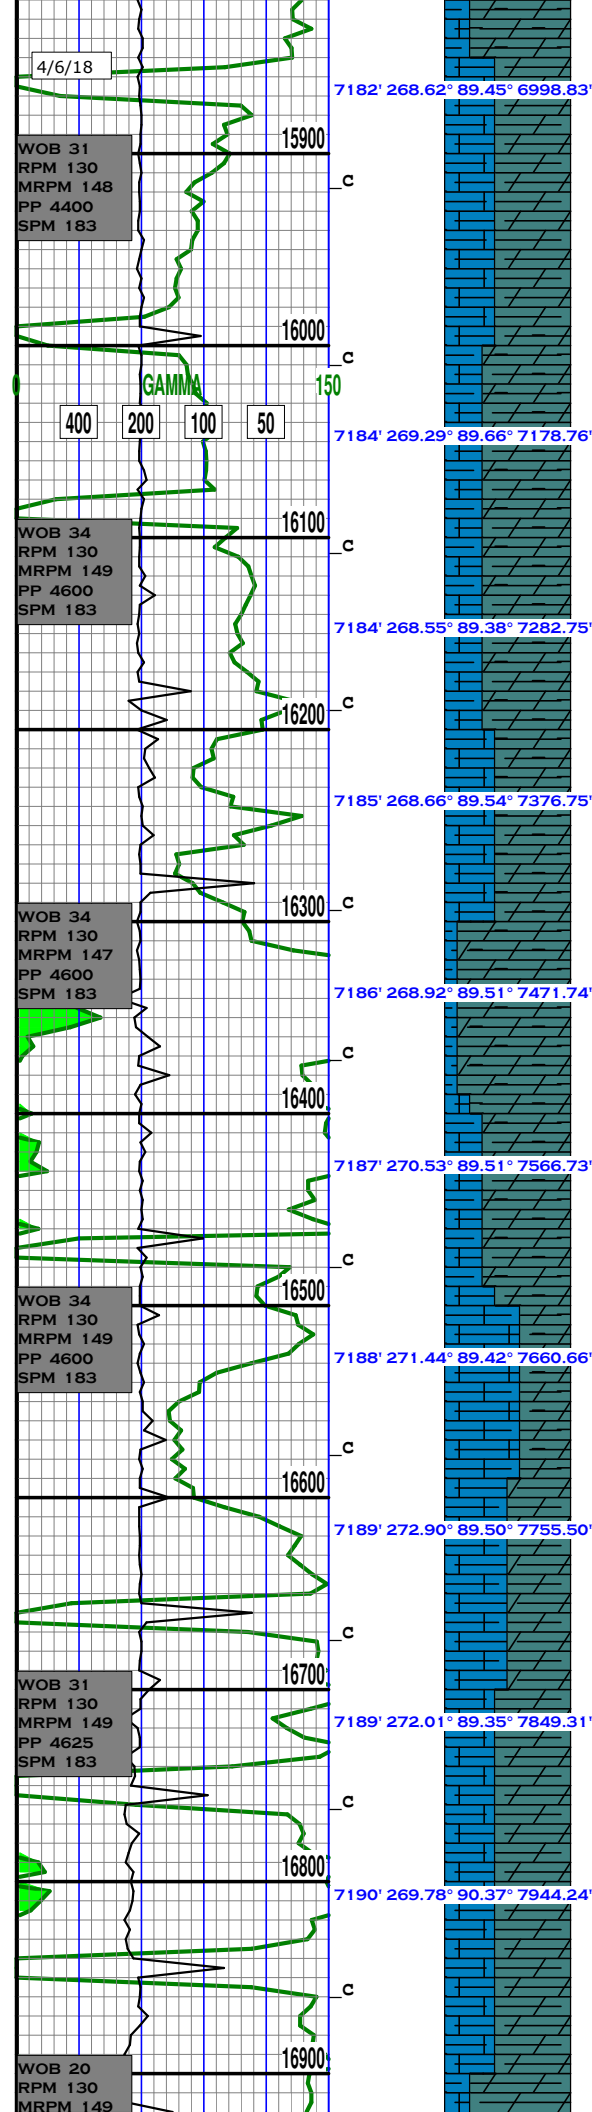 4/6/18
7182' 268.62° 89.45° 6998.83'
15900
WOB 31
RPM 130
MRPM 148
PP 4400
SPM 183
C
16000
C
0 GAMMA 150
400 200 100 50
7184' 269.29° 89.66° 7178.76'
16100
WOB 34
RPM 130
MRPM 149
PP 4600
SPM 183
C
7184' 268.55° 89.38° 7282.75'
C
16200
7185' 268.66° 89.54° 7376.75'
C
16300
WOB 34
RPM 130
MRPM 147
PP 4600
SPM 183
7186' 268.92° 89.51° 7471.74'
C
16400
7187' 270.53° 89.51° 7566.73'
C
16500
WOB 34
RPM 130
MRPM 149
PP 4600
SPM 183
7188' 271.44° 89.42° 7660.66'
C
16600
7189' 272.90° 89.50° 7755.50'
C
16700
WOB 31
RPM 130
MRPM 149
PP 4625
SPM 183
7189' 272.01° 89.35° 7849.31'
C
16800
7190' 269.78° 90.37° 7944.24'
C
16900
WOB 20
RPM 130
MRPM 149